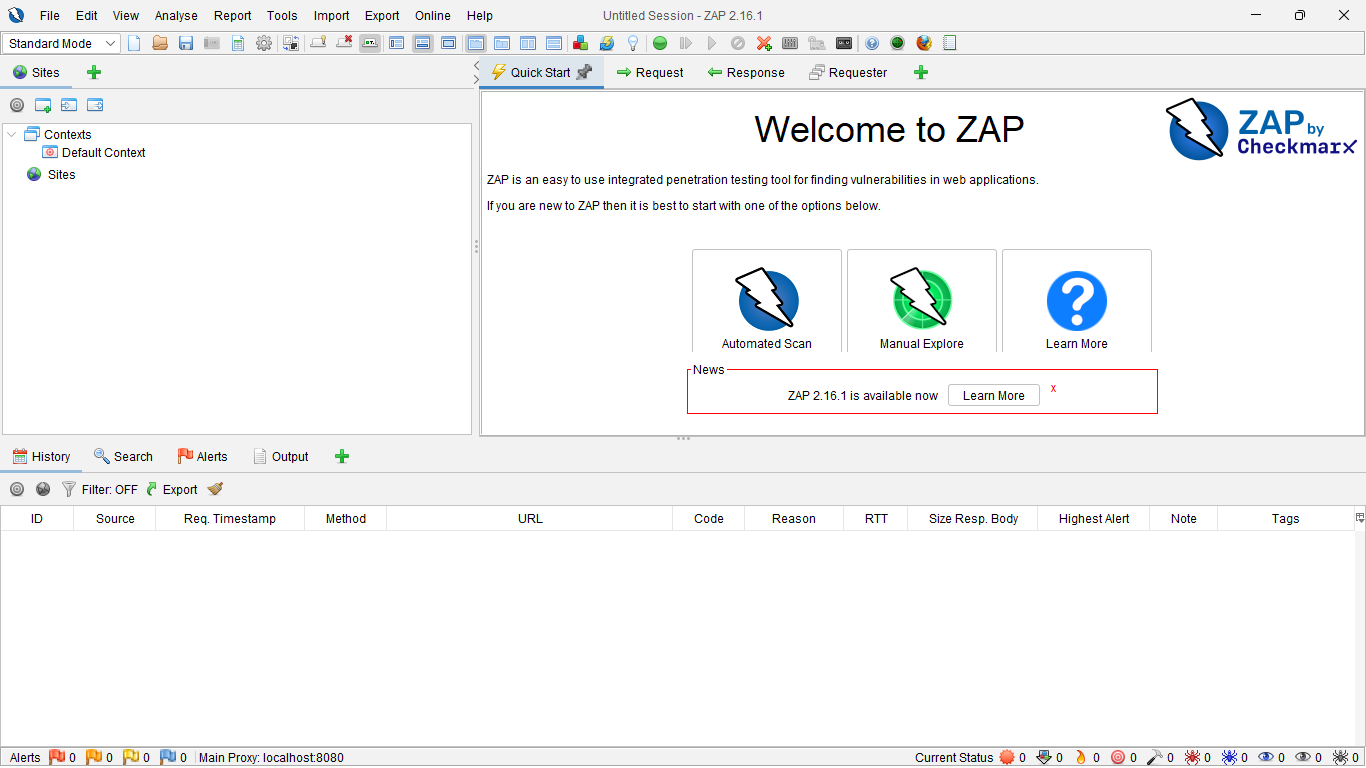 File Edit View Analyse Report Tools Import Export Online Help Untitled Session - ZAP 2.16.1
Standard Mode
Sites
Quick Start Request Response Requester
Contexts
Default Context
Sites
Welcome to ZAP
ZAP by
Checkmarx
ZAP is an easy to use integrated penetration testing tool for finding vulnerabilities in web applications.
If you are new to ZAP then it is best to start with one of the options below.
Automated Scan Manual Explore Learn More
News
ZAP 2.16.1 is available now Learn More x
History Search Alerts Output
Filter: OFF Export
ID Source Req. Timestamp Method URL Code Reason RTT Size Resp. Body Highest Alert Note Tags
Alerts 0 0 0 0 Main Proxy: localhost:8080 Current Status 0 0 0 0 0 0 0 0 0 0